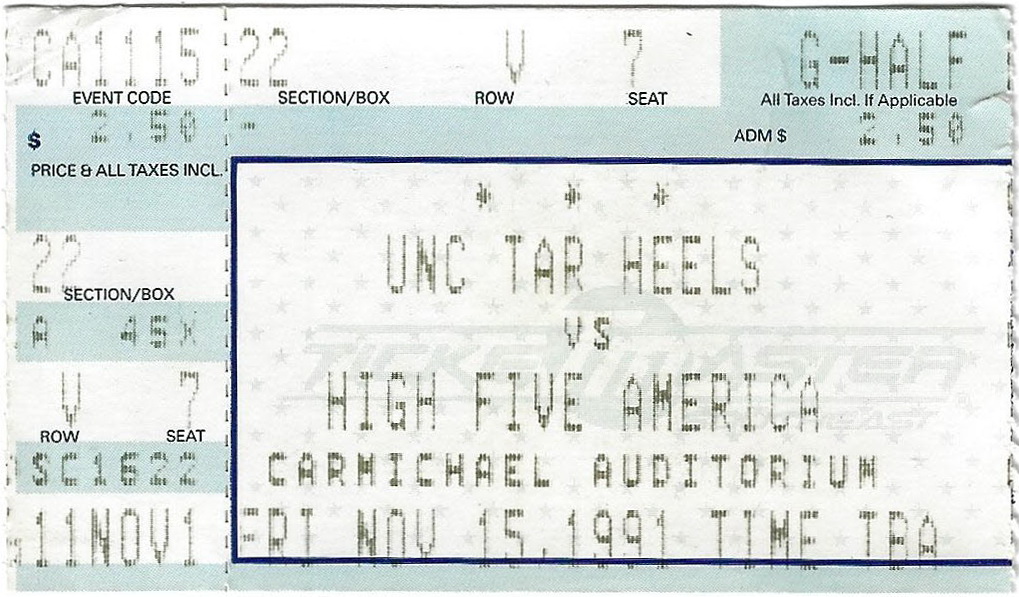 CA1115 22 V 7 G-HALF
EVENT CODE SECTION/BOX ROW SEAT All Taxes Incl. If Applicable
$ 2.50 - ADM $ 2.50
PRICE & ALL TAXES INCL.
* * *
22 UNC TAR HEELS
SECTION/BOX
A 45X VS
TICKETMASTER
V 7 HIGH FIVE AMERICA
ROW SEAT
SC1622 CARMICHAEL AUDITORIUM
11NOV1 FRI NOV 15,1991 TIME TBA